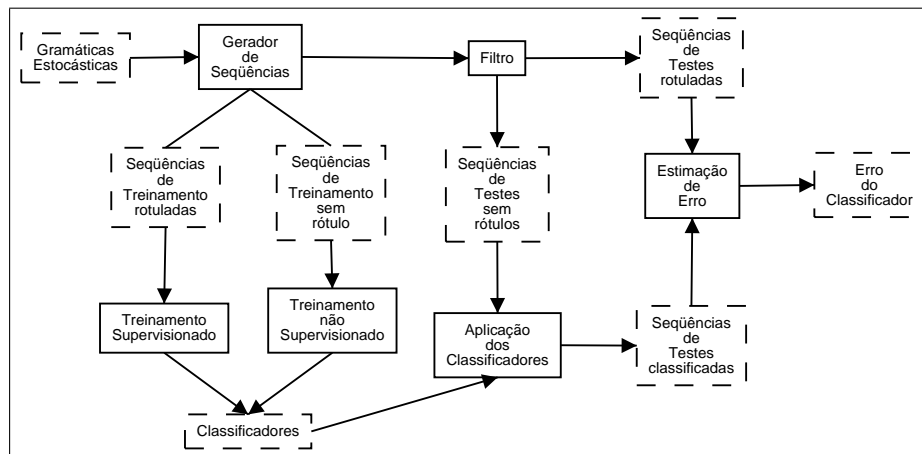 Gramáticas
Estocásticas
Gerador
de
Seqüências
Filtro
Seqüências
de
Testes
rotuladas
Seqüências
de
Treinamento
rotuladas
Seqüências
de
Treinamento
sem
rótulo
Seqüências
de
Testes
sem
rótulos
Estimação
de
Erro
Erro
do
Classificador
Treinamento
Supervisionado
Treinamento
não
Supervisionado
Aplicação
dos
Classificadores
Seqüências
de
Testes
classificadas
Classificadores